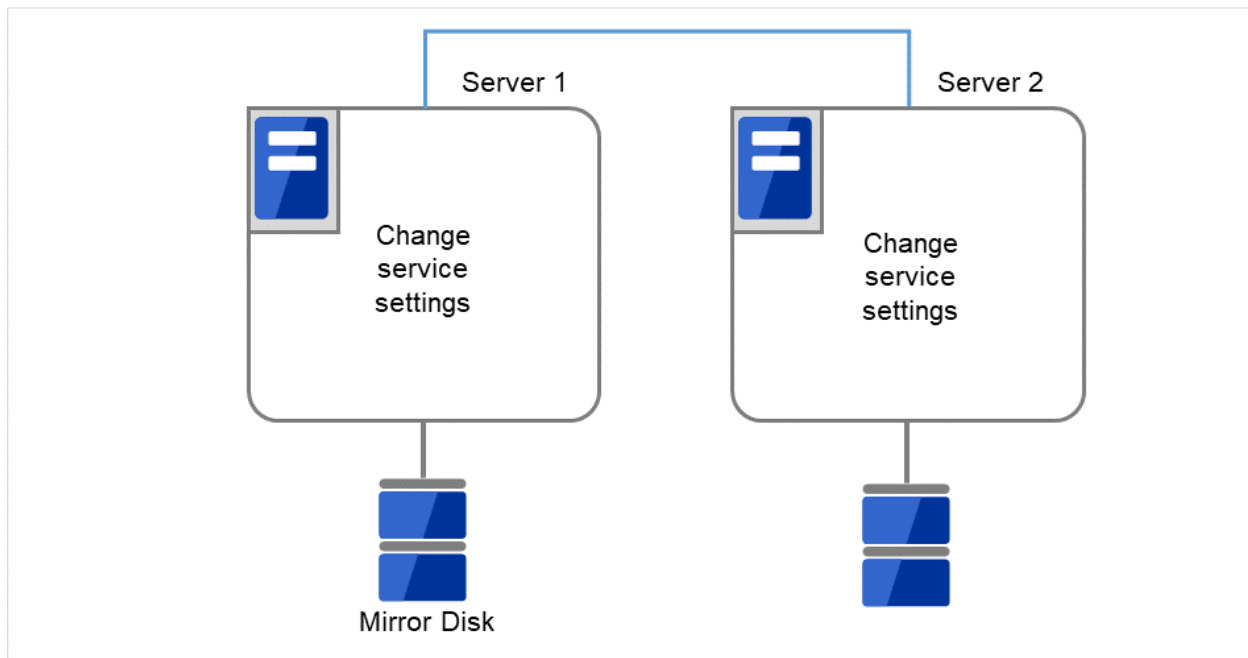 Server 1
Server 2
Change
service
settings
Change
service
settings
Mirror Disk